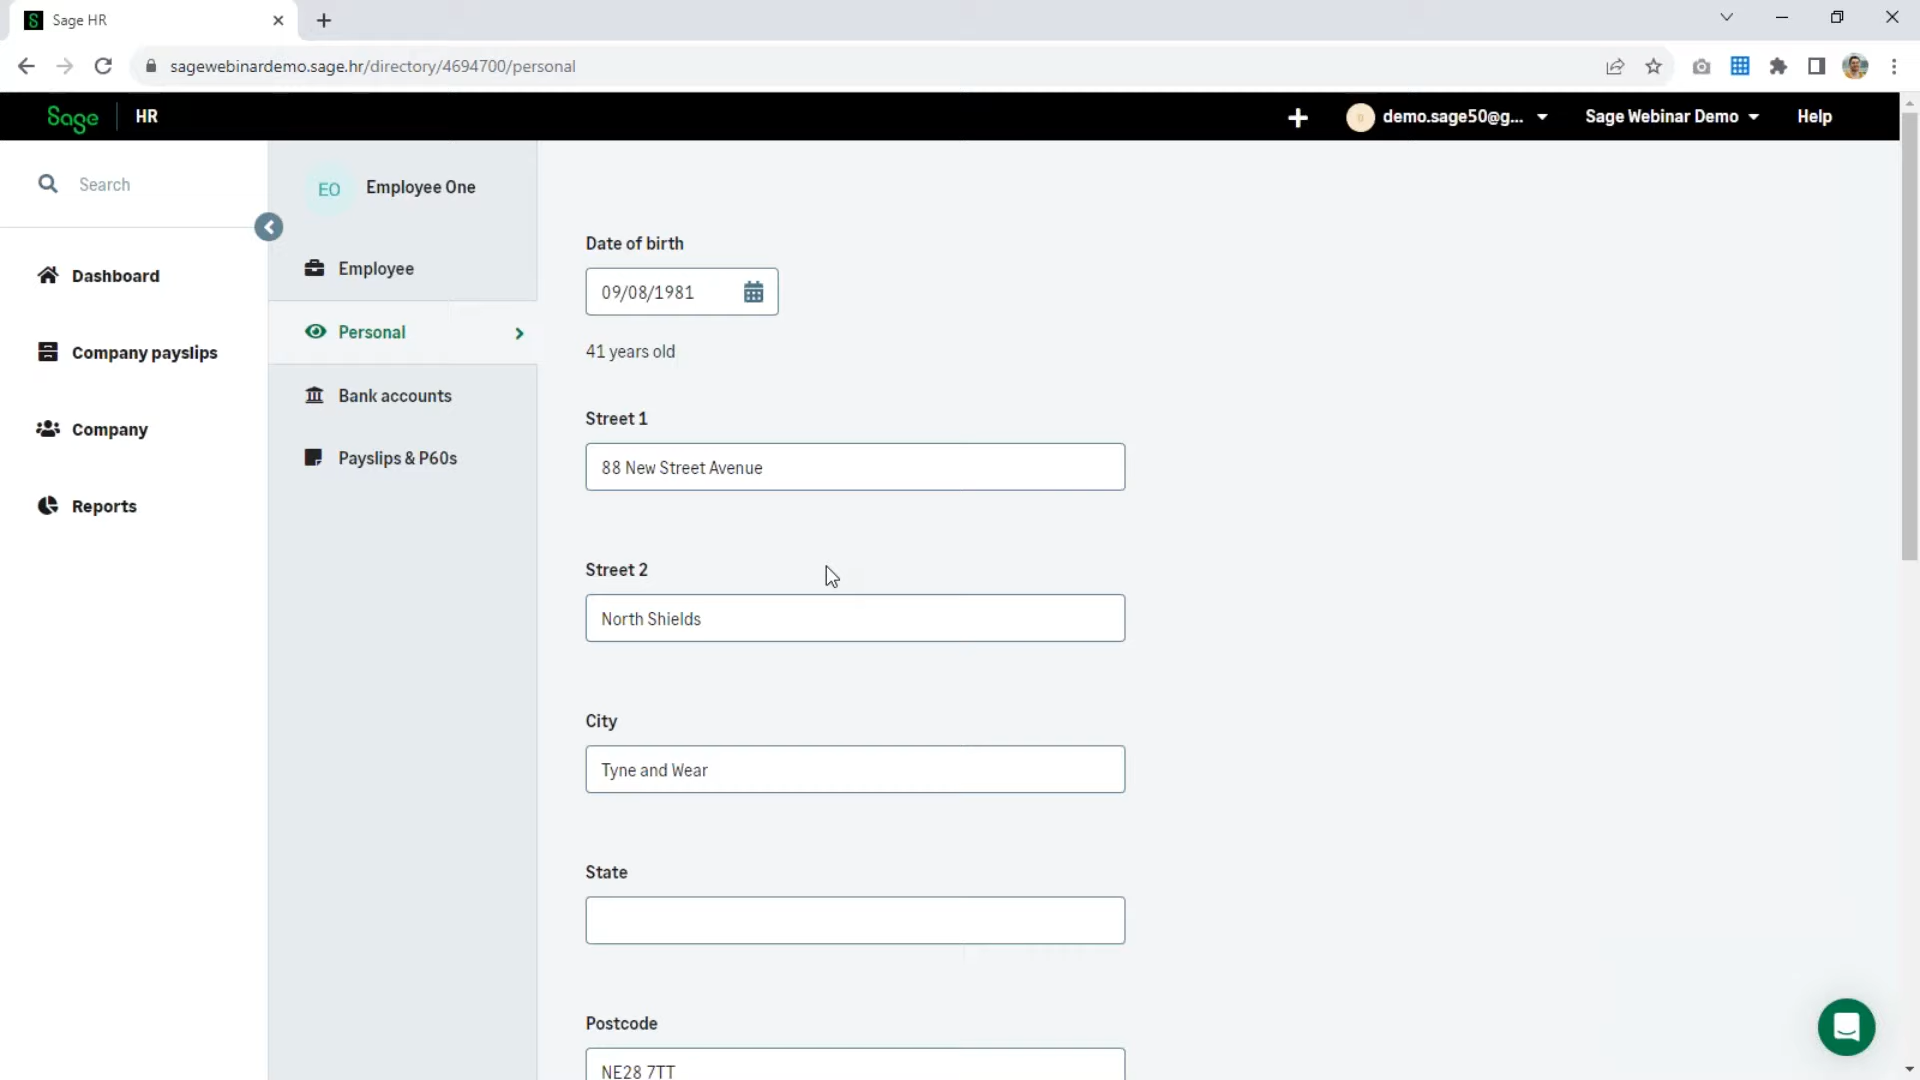 Sage HR
sagewebinardemo.sage.hr/directory/4694700/personal
Sage HR
demo.sage50@g...
Sage Webinar Demo
Help
Search
Dashboard
Company payslips
Company
Reports
EO Employee One
Employee
Personal
Bank accounts
Payslips & P60s
Date of birth
09/08/1981
41 years old
Street 1
88 New Street Avenue
Street 2
North Shields
City
Tyne and Wear
State
Postcode
NE28 7TT